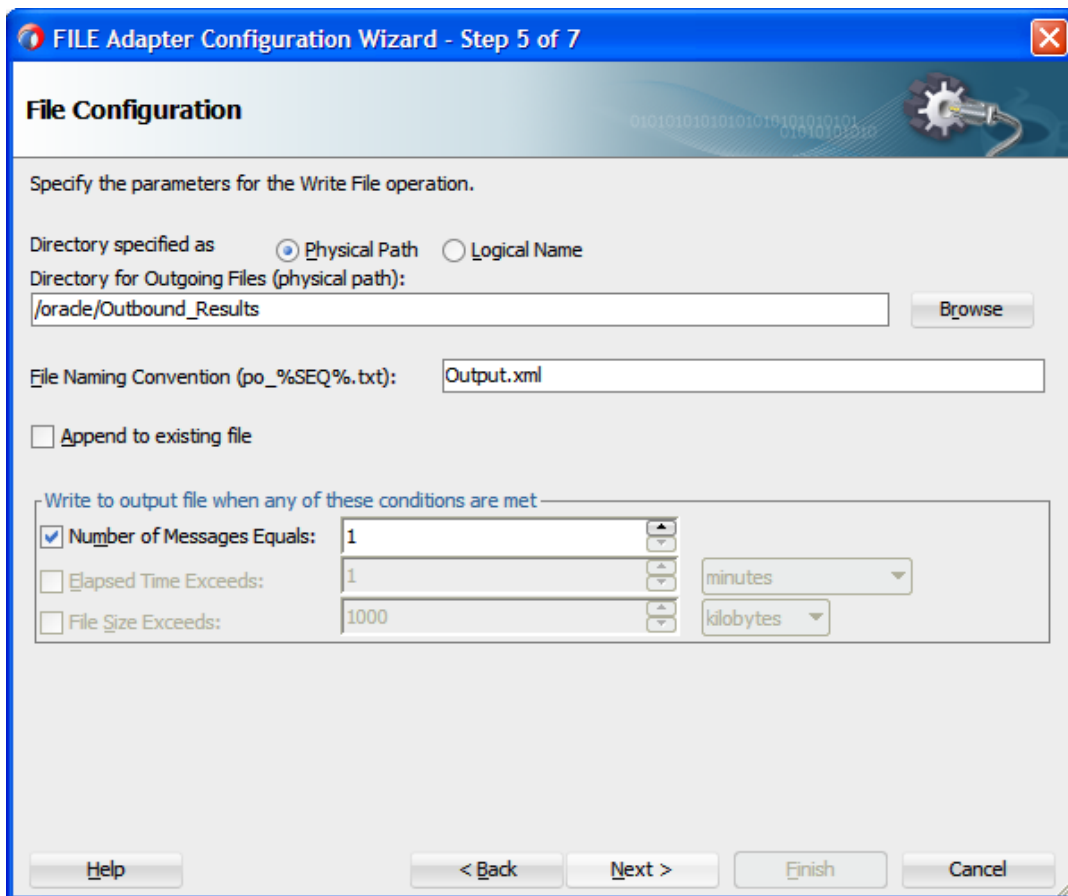 FILE Adapter Configuration Wizard - Step 5 of 7
File Configuration
0101010101010101010101010101
01010101010
Specify the parameters for the Write File operation.
Directory specified as Physical Path Logical Name
Directory for Outgoing Files (physical path):
/oracle/Outbound_Results Browse
File Naming Convention (po_%SEQ%.txt): Output.xml
Append to existing file
Write to output file when any of these conditions are met
Number of Messages Equals: 1
Elapsed Time Exceeds: 1 minutes
File Size Exceeds: 1000 kilobytes
Help < Back Next > Finish Cancel